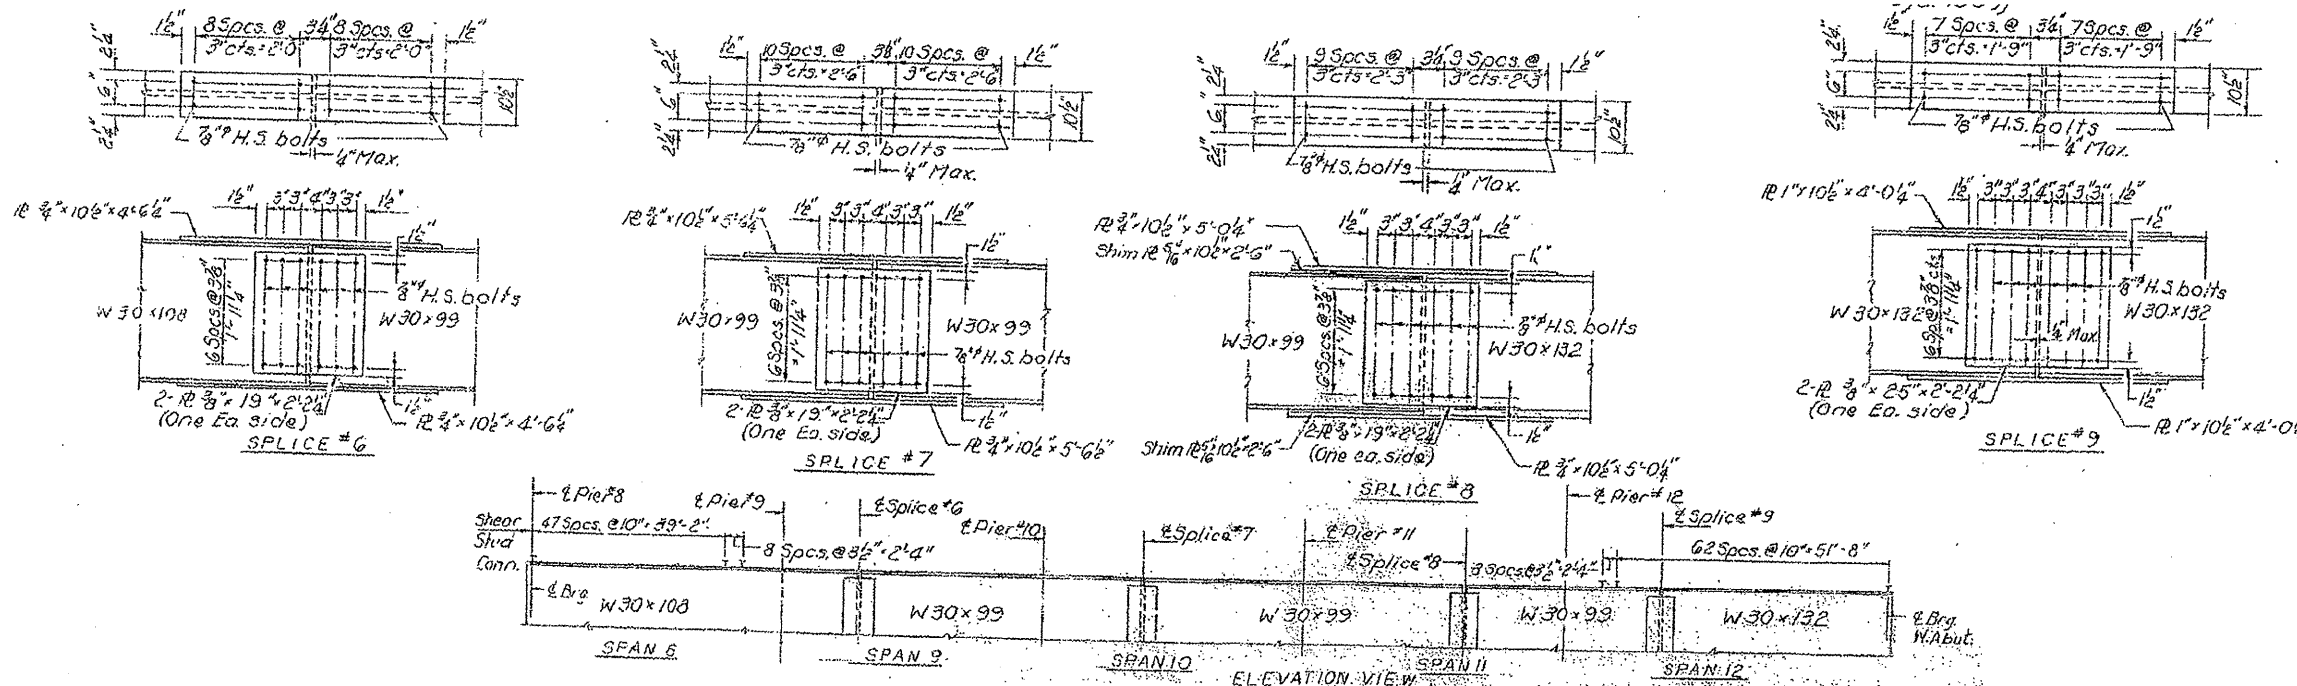 1½" 8 Spcs. @ 3"cts.=2'-0" 3¼" 8 Spcs. @ 3"cts=2'-0" 1½"
2¼" 6" 2¼" 10½"
⅞"φ H.S. bolts
¼" Max.
1½" 3" 3" 4" 3" 3" 1½"
PL ¾"×10½"×4'-6¼"
1½"
6 Spcs. @ 3⅞" =1'-11¼"
⅞"φ H.S. bolts
W 30×108
W 30×99
1½"
2-PL ⅜"×19"×2'-2¼"
(One Ea. side)
PL ¾"×10½"×4'-6¼"
SPLICE #6
1½" 10 Spcs. @ 3"cts.=2'-6" 10 Spcs. @ 3"cts=2'-6" 1½"
2¼" 6" 2¼" 10½"
⅞"φ H.S. bolts
¼" Max.
1½" 3" 3" 4" 3" 3" 1½"
1½"
W 30×99
6 Spcs. @ 3⅞" =1'-11¼"
W 30×99
⅞"φ H.S. bolts
2-PL ⅜"×19"×2'-2¼"
(One Ea. side)
1½"
PL ¾"×10½"×5'-6½"
SPLICE #7
1½" 9 Spcs. @ 3"cts=2'-3" 9 Spcs. @ 3"cts=2'-3" 1½"
2¼" 6" 2¼" 10½"
⅞"φ H.S. bolts
¼" Max.
1½" 3" 3" 4" 3" 3" 1½"
PL ¾"×10½"×5'-0¼"
Shim PL 5/16"×10½"×2'-6"
6 Spcs. @ 3⅞" =1'-11¼"
⅞"φ H.S. bolts
W 30×99
W 30×132
Shim PL 5/16"×10½"×2'-6"
2-PL ⅜"×19"×2'-2¼"
(One ea. side)
1½"
PL ¾"×10½"×5'-0¼"
SPLICE #8
1½" 7 Spcs. @ 3"cts.=1'-9" 3¼" 7 Spcs. @ 3"cts=1'-9" 1½"
2¼" 6" 2¼" 10½"
⅞"φ H.S. bolts
¼" Max.
1½" 3" 3" 3" 4" 3" 3" 3" 1½"
PL 1"×10½"×4'-0¼"
1½"
6 Sp. @ 3⅞" cts =1'-11¼"
⅞"φ H.S. bolts
W 30×132
W 30×132
¼" Max
2-PL ⅜"×25"×2'-2¼"
(One Ea. side)
1½"
PL 1"×10½"×4'-0
SPLICE #9
℄ Pier #8
℄ Pier #9
℄ Splice #6
℄ Pier #10
℄ Splice #7
℄ Pier #11
℄ Splice #8
℄ Pier #12
℄ Splice #9
Shear Stud Conn.
47 Spcs. @ 10" = 39'-2"
8 Spcs. @ 3½" = 2'-4"
8 Spcs @ 3½" = 2'-4"
62 Spcs. @ 10" = 51'-8"
℄ Brg
W 30×108
W 30×99
W 30×99
W 30×99
W 30×132
℄ Brg.
W. Abut.
SPAN 8
SPAN 9
SPAN 10
SPAN 11
SPAN 12
ELEVATION VIEW